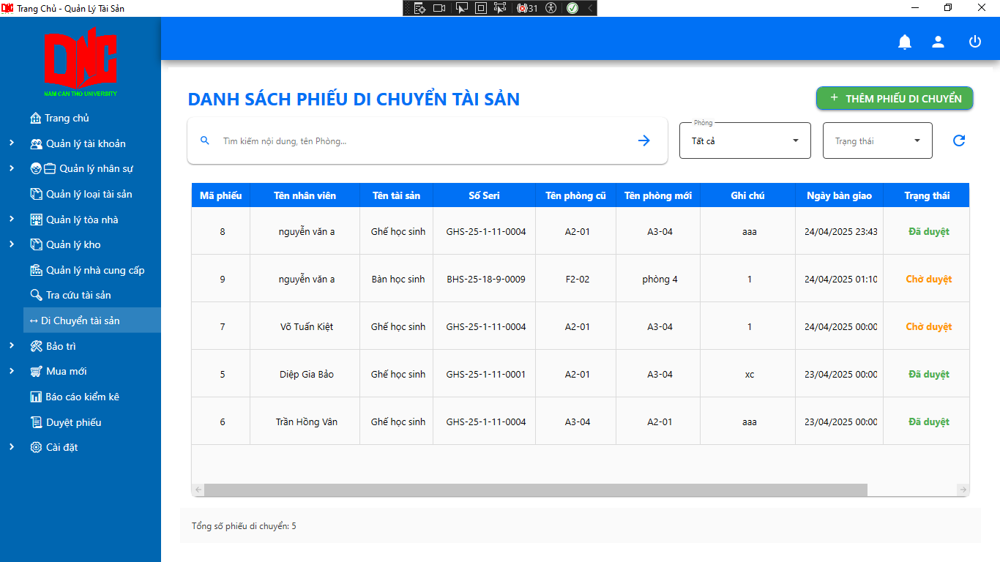 Trang Chủ - Quản Lý Tài Sản
31
DNC
NAM CAN THO UNIVERSITY
Trang chủ
Quản lý tài khoản
Quản lý nhân sự
Quản lý loại tài sản
Quản lý tòa nhà
Quản lý kho
Quản lý nhà cung cấp
Tra cứu tài sản
Di Chuyển tài sản
Bảo trì
Mua mới
Báo cáo kiểm kê
Duyệt phiếu
Cài đặt
DANH SÁCH PHIẾU DI CHUYỂN TÀI SẢN
+ THÊM PHIẾU DI CHUYỂN
Tìm kiếm nội dung, tên Phòng...
Phòng
Tất cả
Trạng thái
Mã phiếu Tên nhân viên Tên tài sản Số Seri Tên phòng cũ Tên phòng mới Ghi chú Ngày bàn giao Trạng thái
8 nguyễn văn a Ghế học sinh GHS-25-1-11-0004 A2-01 A3-04 aaa 24/04/2025 23:43 Đã duyệt
9 nguyễn văn a Bàn học sinh BHS-25-18-9-0009 F2-02 phòng 4 1 24/04/2025 01:10 Chờ duyệt
7 Võ Tuấn Kiệt Ghế học sinh GHS-25-1-11-0004 A2-01 A3-04 1 24/04/2025 00:00 Chờ duyệt
5 Diệp Gia Bảo Ghế học sinh GHS-25-1-11-0001 A2-01 A3-04 xc 23/04/2025 00:00 Đã duyệt
6 Trần Hồng Vân Ghế học sinh GHS-25-1-11-0004 A3-04 A2-01 aaa 23/04/2025 00:00 Đã duyệt
Tổng số phiếu di chuyển: 5